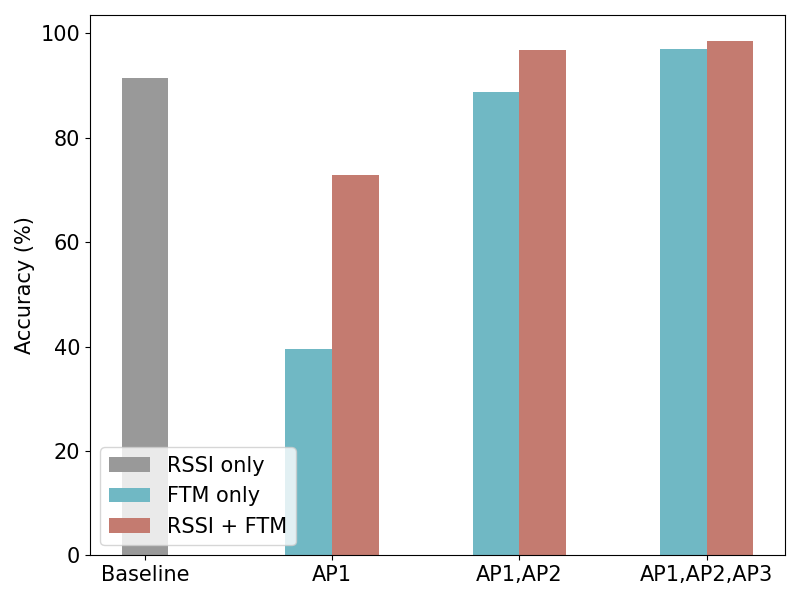 100
80
60
40
20
0
Accuracy (%)
RSSI only
FTM only
RSSI + FTM
Baseline
AP1
AP1,AP2
AP1,AP2,AP3